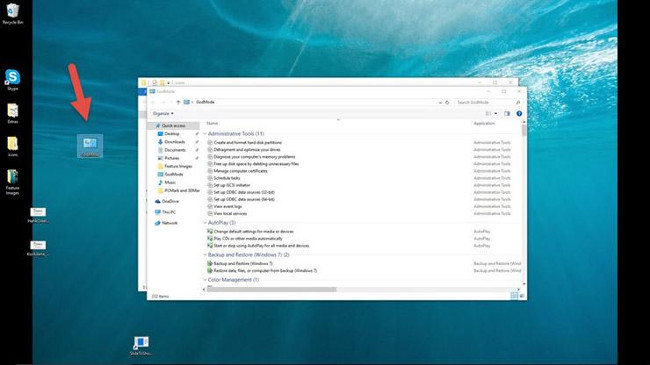 Recycle Bin
Skype
icons
Feature
Images
GodMode
GodMode
Search GodMode
Organize
Name
Application
Quick access
Desktop
Downloads
Documents
Pictures
Feature Images
GodMode
Music
PCMark and 3DMar
OneDrive
This PC
Network
Administrative Tools (11)
Create and format hard disk partitions Administrative Tools
Defragment and optimize your drives Administrative Tools
Diagnose your computer's memory problems Administrative Tools
Free up disk space by deleting unnecessary files Administrative Tools
Manage computer certificates Administrative Tools
Schedule tasks Administrative Tools
Set up iSCSI initiator Administrative Tools
Set up ODBC data sources (32-bit) Administrative Tools
Set up ODBC data sources (64-bit) Administrative Tools
View event logs Administrative Tools
View local services Administrative Tools
AutoPlay (3)
Change default settings for media or devices AutoPlay
Play CDs or other media automatically AutoPlay
Start or stop using AutoPlay for all media and devices AutoPlay
Backup and Restore (Windows 7) (2)
Backup and Restore (Windows 7) Backup and Restore (Wind
Restore data, files, or computer from backup (Windows 7) Backup and Restore (Wind
Color Management (1)
232 items
SlideToShu...